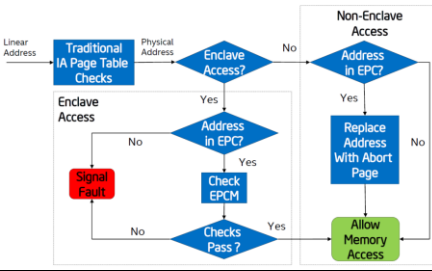 Non-Enclave
Access
Linear
Address
Traditional
IA Page Table
Checks
Physical
Address
Enclave
Access?
No
Address
in EPC?
Yes
Yes
No
Enclave
Access
Address
in EPC?
No
Yes
Replace
Address
With Abort
Page
Signal
Fault
Check
EPCM
No
Checks
Pass ?
Yes
Allow
Memory
Access